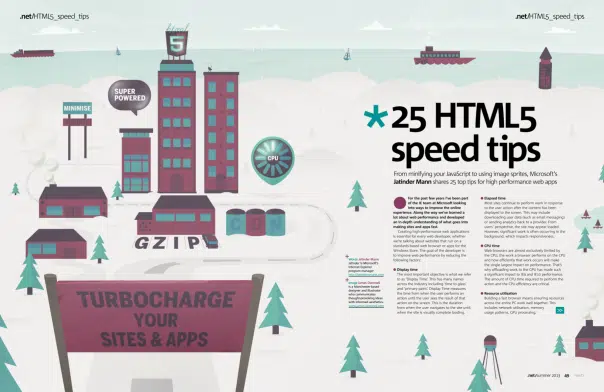 .net/HTML5_speed_tips
.net/HTML5_speed_tips
html
5
SUPER
POWERED
MINIMISE
CPU
GZIP
TURBOCHARGE
YOUR
SITES & APPS
*25 HTML5
speed tips
From minifying your JavaScript to using image sprites, Microsoft's
Jatinder Mann shares 25 top tips for high performance web apps
For the past few years I've been part
of the IE team at Microsoft looking
into ways to improve the online
experience. Along the way we've learned a
lot about web performance and developed
an in-depth understanding of what goes into
making sites and apps fast.
Creating high-performance web applications
is essential for every web developer, whether
we're talking about websites that run on a
standards-based web browser or apps for the
Windows Store. The goal of the developer is
to improve web performance by reducing the
following factors:
Display time
The most important objective is what we refer
to as 'Display Time'. This has many names
across the industry including 'time to glass'
and 'primary paint'. Display Time measures
the time from when the user performs an
action until the user sees the result of that
action on the screen. This is the duration
from when the user navigates to the site until
when the site is visually complete loading.
Elapsed time
Most sites continue to perform work in response
to the user action after the content has been
displayed to the screen. This may include
downloading user data (such as email messages)
or sending analytics back to a provider. From
users' perspective, the site may appear loaded.
However, significant work is often occurring in the
background, which impacts responsiveness.
CPU time
Web browsers are almost exclusively limited by
the CPU; the work a browser performs on the CPU
and how efficiently that work occurs will make
the single largest impact on performance. That's
why offloading work to the GPU has made such
a significant impact to IE9 and IE10 performance.
The amount of CPU time required to perform the
action and the CPU efficiency are critical.
Resource utilisation
Building a fast browser means ensuring resources
across the entire PC work well together. This
includes network utilisation, memory
usage patterns, GPU processing,
.net/summer 2013 49